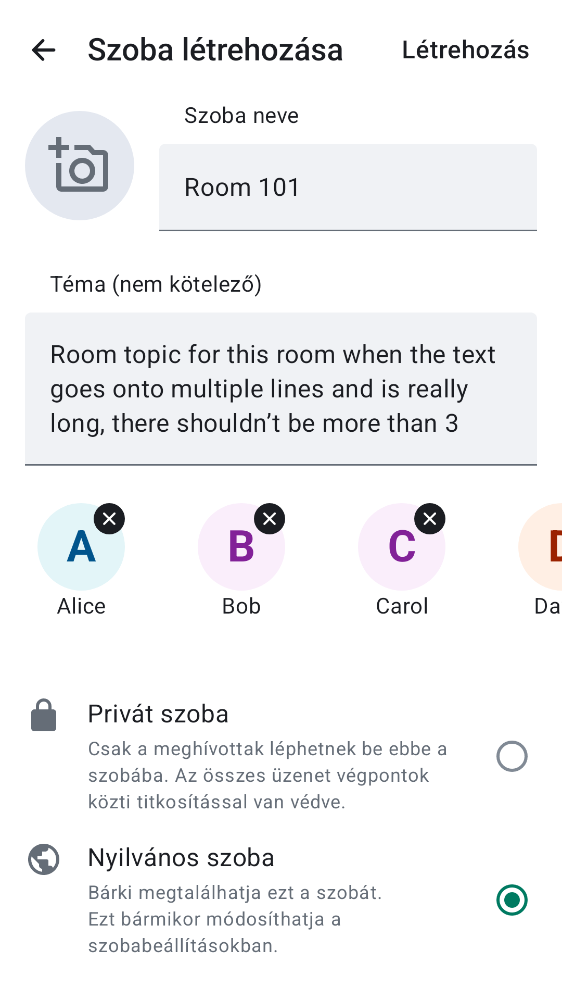 Szoba létrehozása
Létrehozás
Szoba neve
Room 101
Téma (nem kötelező)
Room topic for this room when the text
goes onto multiple lines and is really
long, there shouldn’t be more than 3
A
B
C
D
Alice
Bob
Carol
Da
Privát szoba
Csak a meghívottak léphetnek be ebbe a
szobába. Az összes üzenet végpontok
közti titkosítással van védve.
Nyilvános szoba
Bárki megtalálhatja ezt a szobát.
Ezt bármikor módosíthatja a
szobabeállításokban.